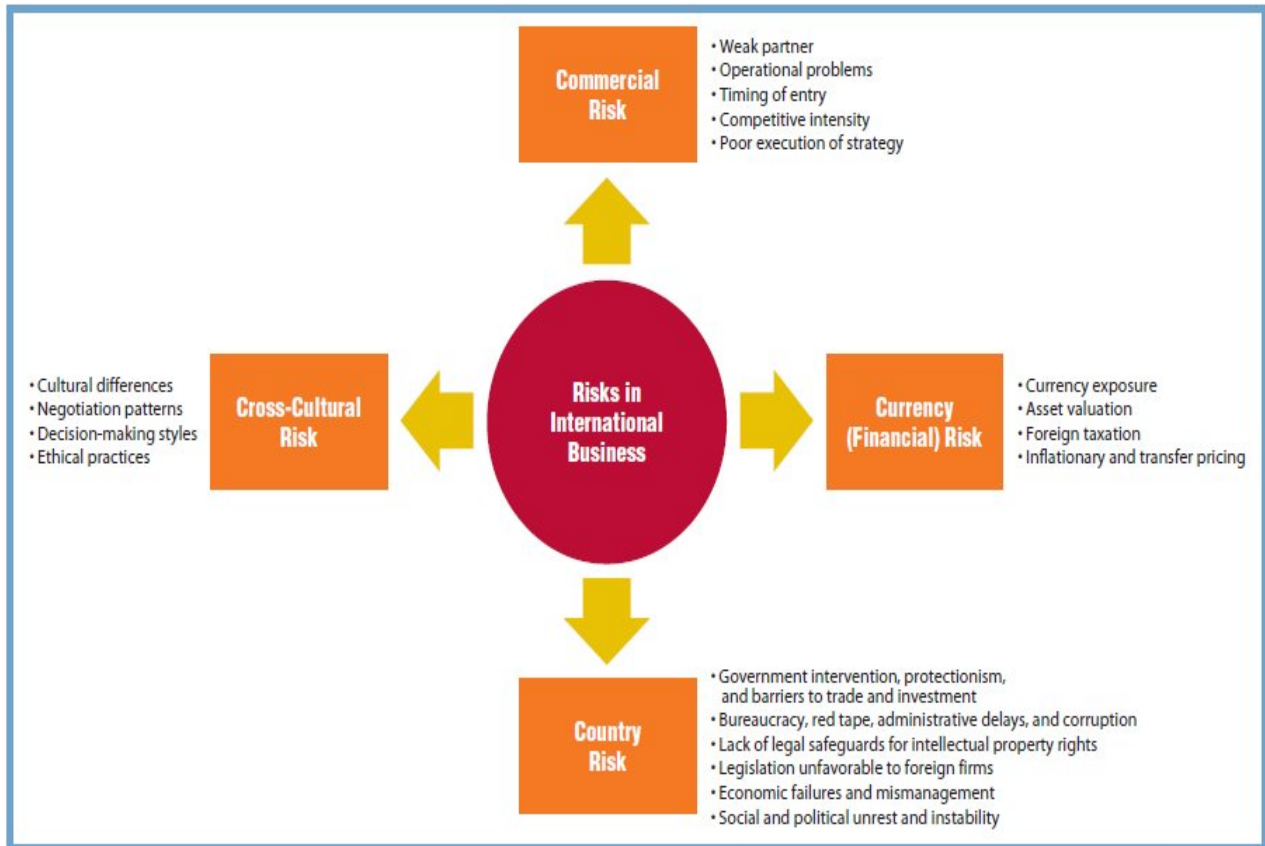 Commercial
Risk
• Weak partner
• Operational problems
• Timing of entry
• Competitive intensity
• Poor execution of strategy
• Cultural differences
• Negotiation patterns
• Decision-making styles
• Ethical practices
Cross-Cultural
Risk
Risks in
International
Business
Currency
(Financial) Risk
• Currency exposure
• Asset valuation
• Foreign taxation
• Inflationary and transfer pricing
Country
Risk
• Government intervention, protectionism,
and barriers to trade and investment
• Bureaucracy, red tape, administrative delays, and corruption
• Lack of legal safeguards for intellectual property rights
• Legislation unfavorable to foreign firms
• Economic failures and mismanagement
• Social and political unrest and instability